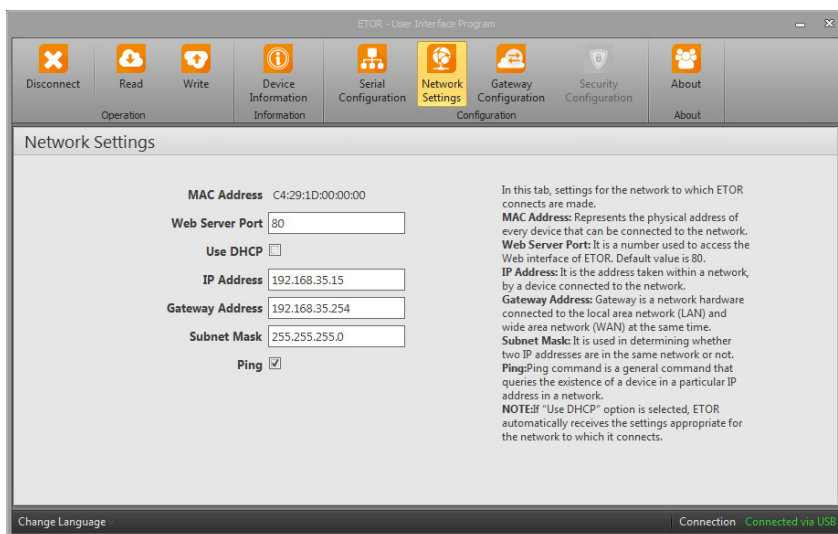 ETOR - User Interface Program
Disconnect
Read
Write
Device
Information
Serial
Configuration
Network
Settings
Gateway
Configuration
Security
Configuration
About
Operation
Information
Configuration
About
Network Settings
MAC Address C4:29:1D:00:00:00
Web Server Port 80
Use DHCP
IP Address 192.168.35.15
Gateway Address 192.168.35.254
Subnet Mask 255.255.255.0
Ping
In this tab, settings for the network to which ETOR
connects are made.
MAC Address: Represents the physical address of
every device that can be connected to the network.
Web Server Port: It is a number used to access the
Web interface of ETOR. Default value is 80.
IP Address: It is the address taken within a network,
by a device connected to the network.
Gateway Address: Gateway is a network hardware
connected to the local area network (LAN) and
wide area network (WAN) at the same time.
Subnet Mask: It is used in determining whether
two IP addresses are in the same network or not.
Ping:Ping command is a general command that
queries the existence of a device in a particular IP
address in a network.
NOTE:If "Use DHCP" option is selected, ETOR
automatically receives the settings appropriate for
the network to which it connects.
Change Language
Connection Connected via USB